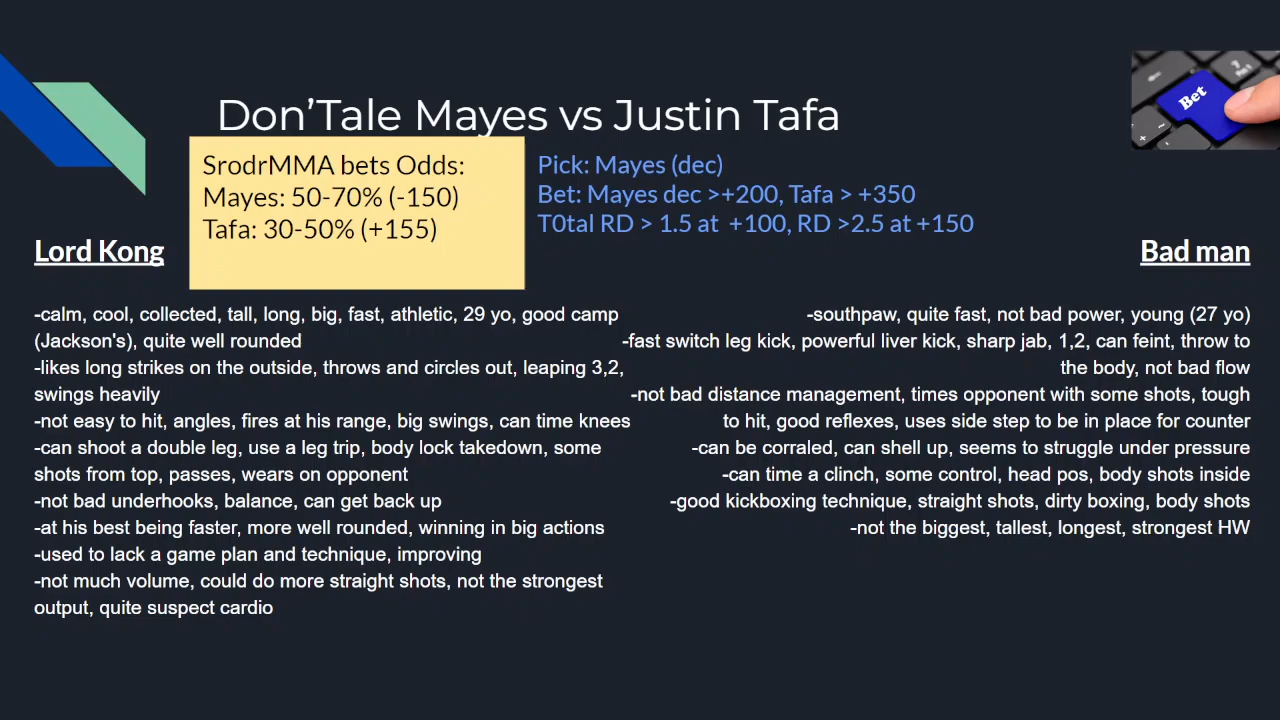 Don'Tale Mayes vs Justin Tafa
Bet
SrodrMMA bets Odds:
Mayes: 50-70% (-150)
Tafa: 30-50% (+155)
Pick: Mayes (dec)
Bet: Mayes dec >+200, Tafa > +350
T0tal RD > 1.5 at +100, RD >2.5 at +150
Lord Kong
-calm, cool, collected, tall, long, big, fast, athletic, 29 yo, good camp
(Jackson's), quite well rounded
-likes long strikes on the outside, throws and circles out, leaping 3,2,
swings heavily
-not easy to hit, angles, fires at his range, big swings, can time knees
-can shoot a double leg, use a leg trip, body lock takedown, some
shots from top, passes, wears on opponent
-not bad underhooks, balance, can get back up
-at his best being faster, more well rounded, winning in big actions
-used to lack a game plan and technique, improving
-not much volume, could do more straight shots, not the strongest
output, quite suspect cardio
Bad man
-southpaw, quite fast, not bad power, young (27 yo)
-fast switch leg kick, powerful liver kick, sharp jab, 1,2, can feint, throw to
the body, not bad flow
-not bad distance management, times opponent with some shots, tough
to hit, good reflexes, uses side step to be in place for counter
-can be corraled, can shell up, seems to struggle under pressure
-can time a clinch, some control, head pos, body shots inside
-good kickboxing technique, straight shots, dirty boxing, body shots
-not the biggest, tallest, longest, strongest HW